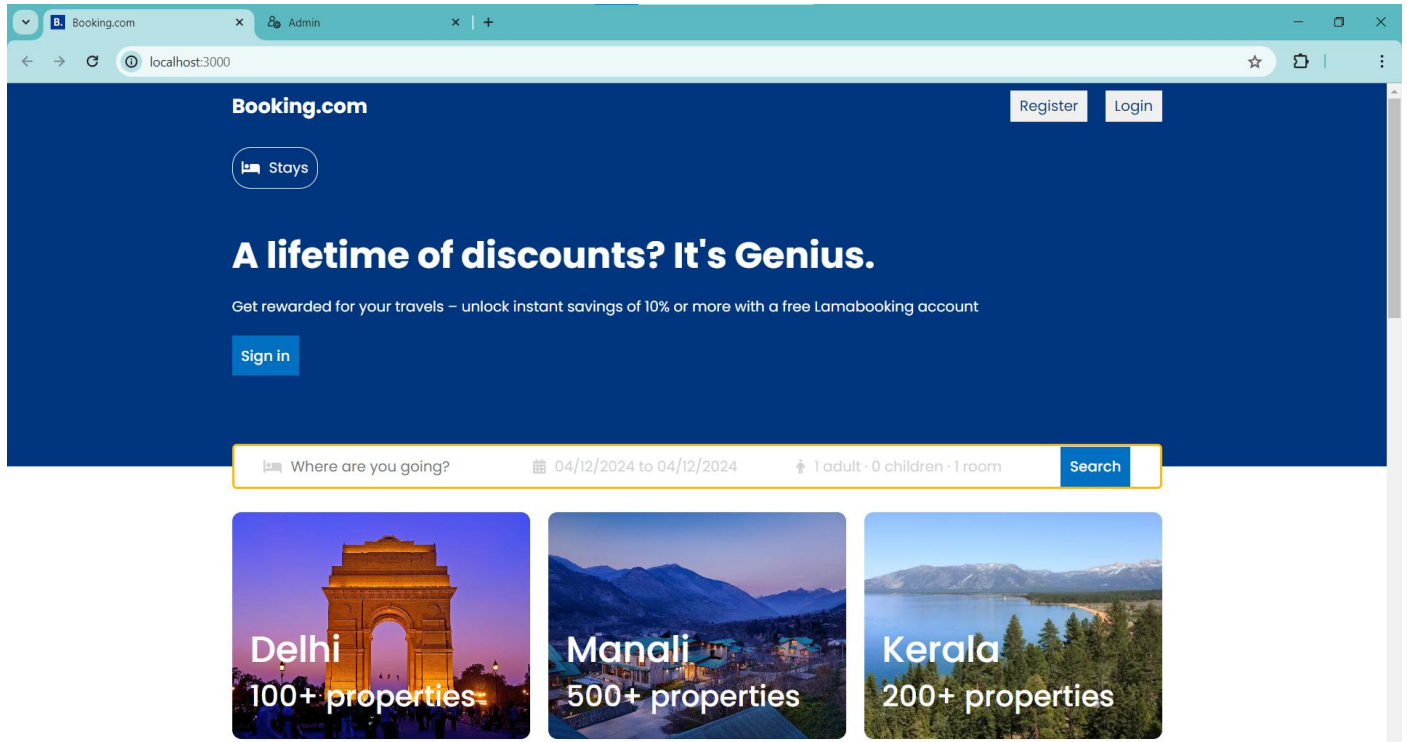 B. Booking.com
Admin
localhost:3000
Booking.com
Register
Login
Stays
A lifetime of discounts? It's Genius.
Get rewarded for your travels – unlock instant savings of 10% or more with a free Lamabooking account
Sign in
Where are you going?
04/12/2024 to 04/12/2024
1 adult · 0 children · 1 room
Search
Delhi
100+ properties
Manali
500+ properties
Kerala
200+ properties